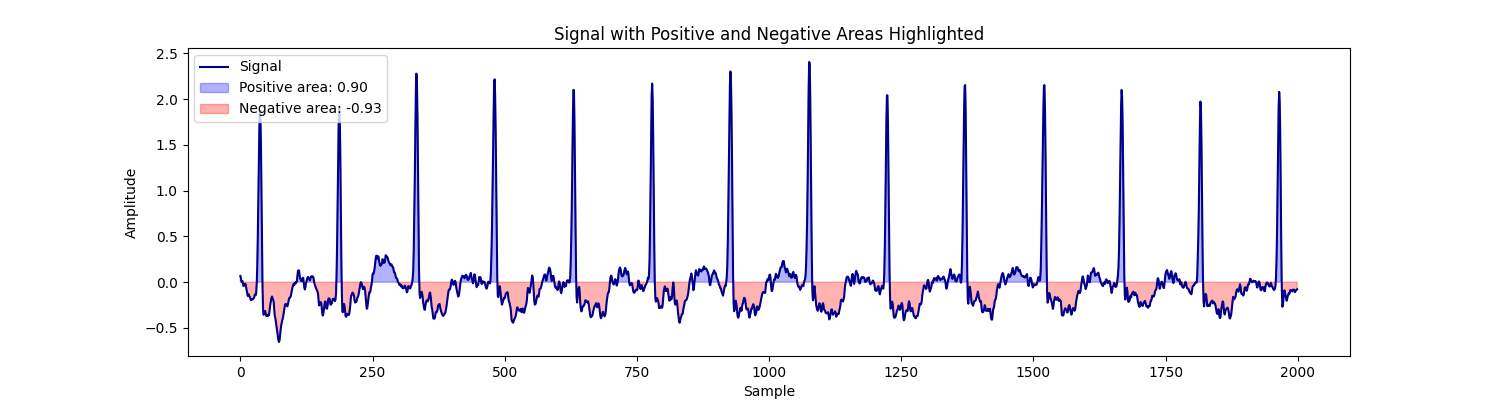 Signal with Positive and Negative Areas Highlighted
2.5
2.0
1.5
1.0
0.5
0.0
−0.5
Amplitude
Signal
Positive area: 0.90
Negative area: -0.93
0 250 500 750 1000 1250 1500 1750 2000
Sample